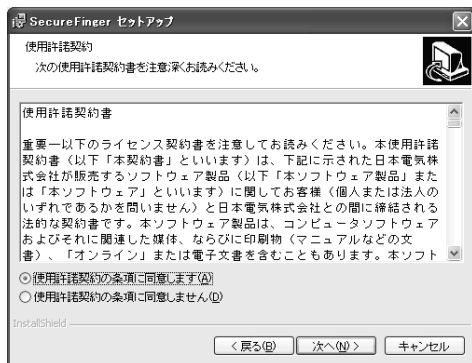 SecureFinger セットアップ
使用許諾契約
次の使用許諾契約書を注意深くお読みください。
使用許諾契約書
重要－以下のライセンス契約書を注意してお読みください。本使用許諾
契約書（以下「本契約書」といいます）は、下記に示された日本電気株
式会社が販売するソフトウェア製品（以下「本ソフトウェア製品」また
は「本ソフトウェア」といいます）に関してお客様（個人または法人の
いずれであるかを問いません）と日本電気株式会社との間に締結される
法的な契約書です。本ソフトウェア製品は、コンピュータソフトウェア
およびそれに関連した媒体、ならびに印刷物（マニュアルなどの文
書）、「オンライン」または電子文書を含むこともあります。本ソフト
使用許諾契約の条項に同意します(A)
使用許諾契約の条項に同意しません(D)
InstallShield
< 戻る(B)
次へ(N) >
キャンセル